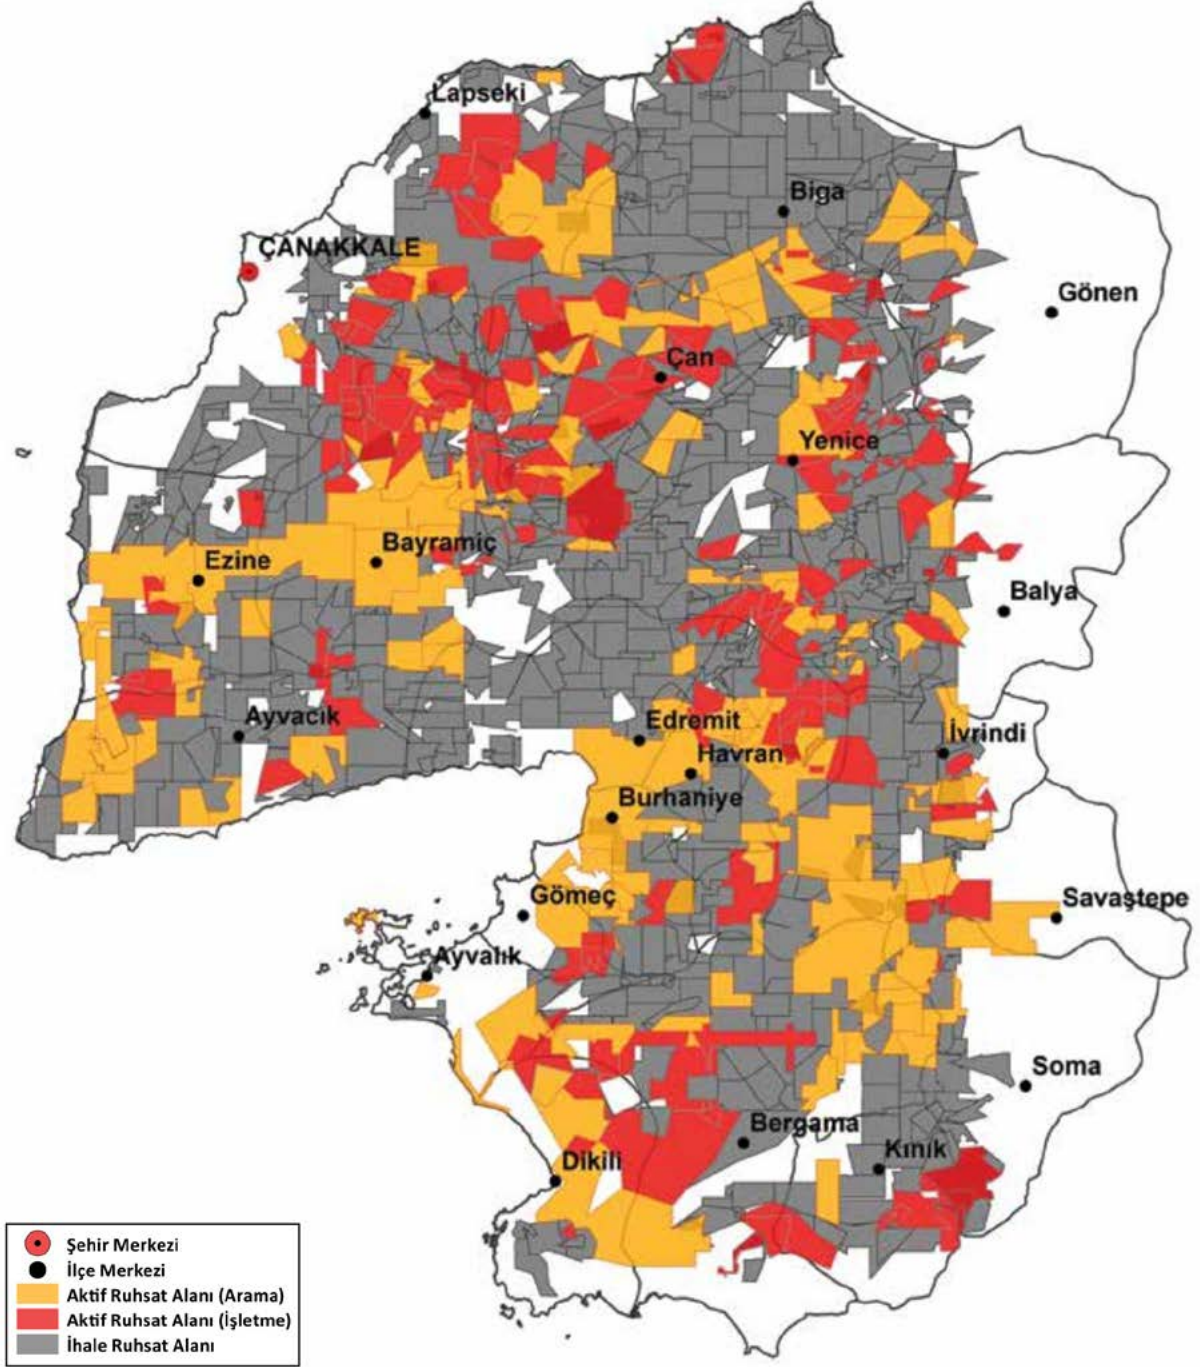 Lapseki
Biga
ÇANAKKALE
Gönen
Çan
Yenice
Bayramiç
Ezine
Balya
Ayvacık
Edremit
İvrindi
Havran
Burhaniye
Gömeç
Savaştepe
Ayvalık
Soma
Bergama
Kınık
Dikili
Şehir Merkezi
İlçe Merkezi
Aktif Ruhsat Alanı (Arama)
Aktif Ruhsat Alanı (İşletme)
İhale Ruhsat Alanı